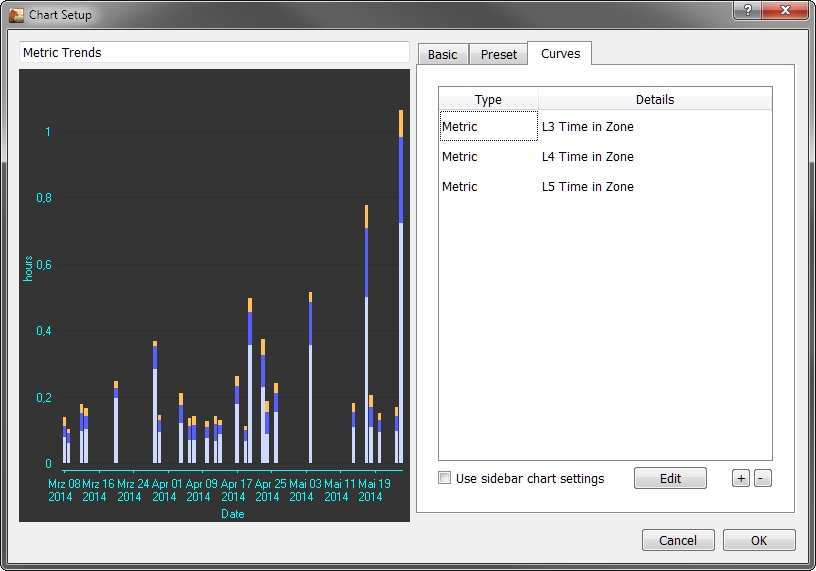 Chart Setup
?
Metric Trends
Basic
Preset
Curves
Type
Details
Metric
L3 Time in Zone
Metric
L4 Time in Zone
Metric
L5 Time in Zone
1
0,8
0,6
0,4
0,2
0
hours
Mrz 08 Mrz 16 Mrz 24 Apr 01 Apr 09 Apr 17 Apr 25 Mai 03 Mai 11 Mai 19
2014 2014 2014 2014 2014 2014 2014 2014 2014 2014
Date
Use sidebar chart settings
Edit
+
-
Cancel
OK